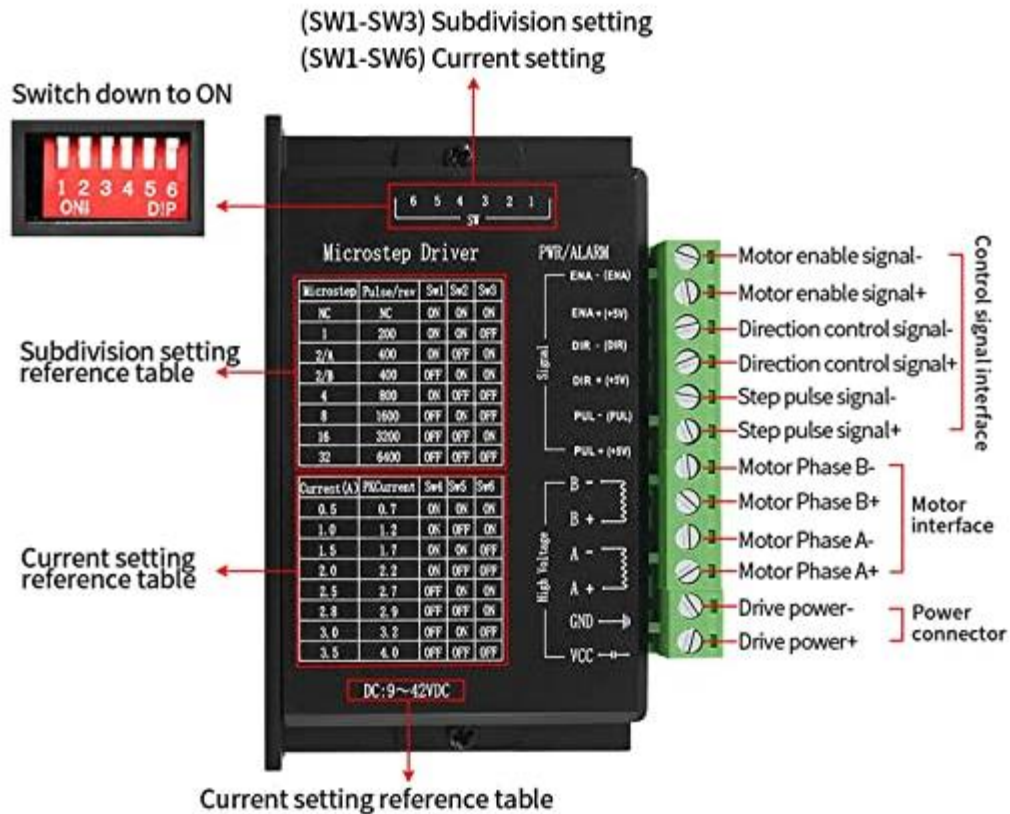 (SW1-SW3) Subdivision setting
(SW1-SW6) Current setting
Switch down to ON
1 2 3 4 5 6
ON DIP
6 5 4 3 2 1
SW
Microstep Driver
Microstep Pulse/rev Sw1 Sw2 Sw3
NC NC ON ON ON
1 200 ON ON OFF
2/A 400 ON OFF ON
2/B 400 OFF ON ON
4 800 ON OFF OFF
8 1600 OFF ON OFF
16 3200 OFF OFF ON
32 6400 OFF OFF OFF
Subdivision setting
reference table
Current(A) PKCurrent Sw4 Sw5 Sw6
0.5 0.7 ON ON ON
1.0 1.2 ON OFF ON
1.5 1.7 ON ON OFF
2.0 2.2 ON OFF OFF
2.5 2.7 OFF ON ON
2.8 2.9 OFF OFF ON
3.0 3.2 OFF ON OFF
3.5 4.0 OFF OFF OFF
Current setting
reference table
DC:9~42VDC
Current setting reference table
PWR/ALARM
ENA - (ENA)
ENA + (+5V)
DIR - (DIR)
DIR + (+5V)
PUL - (PUL)
PUL + (+5V)
Signal
B -
B +
A -
A +
GND
VCC
High Voltage
Motor enable signal-
Motor enable signal+
Direction control signal-
Direction control signal+
Step pulse signal-
Step pulse signal+
Control signal interface
Motor Phase B-
Motor Phase B+
Motor Phase A-
Motor Phase A+
Motor
interface
Drive power-
Drive power+
Power
connector